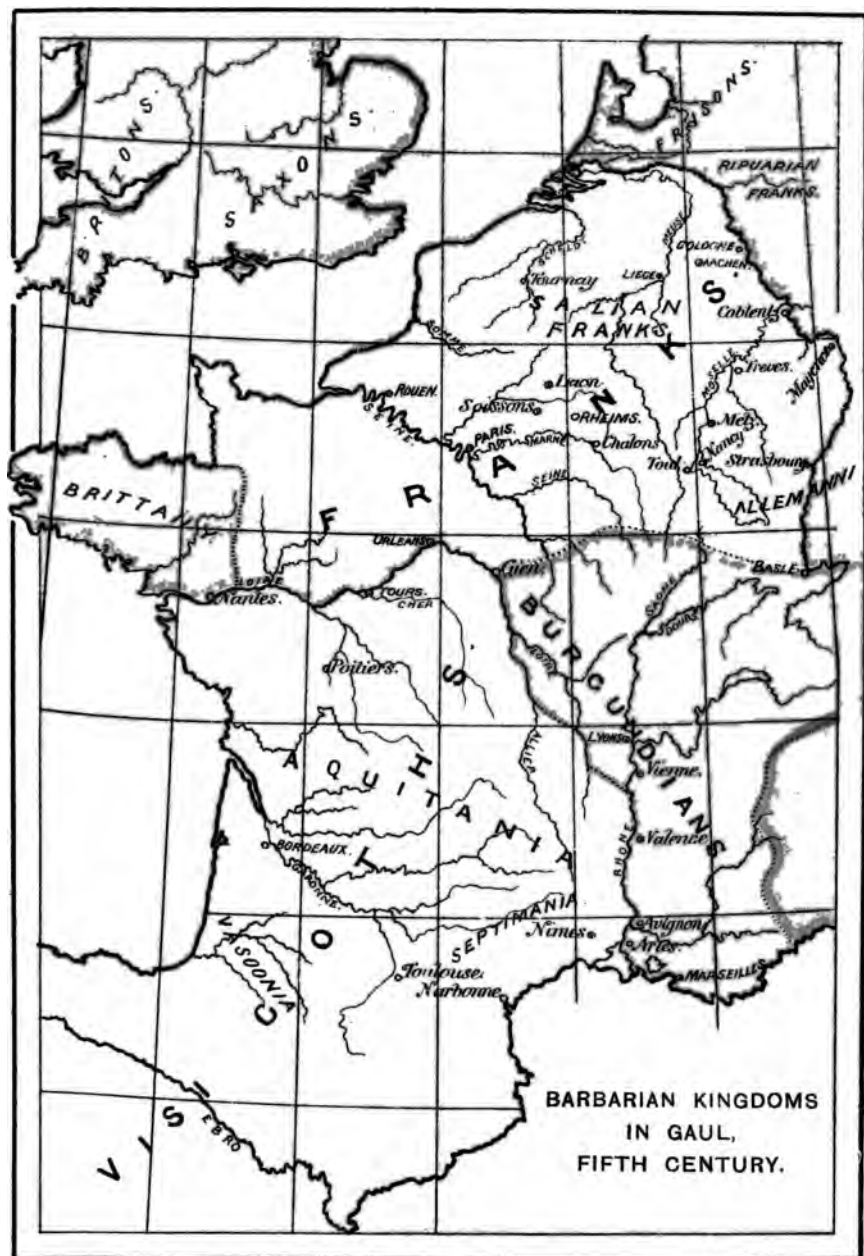 BRITONS.
SAXONS.
FRISONS.
RIPUARIAN
FRANKS.
SCHELD
MEUSE
COLOGNE
AACHEN.
Tournay
LIEGE
SALIAN
FRANKS
Coblent
SOMME
MOSELLE
Treves.
Mayence
ROUEN.
SEINE
Laon.
Soissons
RHEIMS.
Metz
PARIS.
MARNE
Chalons
Toul
Nancy
Strasbourg
ALLEMANNI
SEINE
FRANKS.
BRITTANY
ORLEANS
LOIRE
Nantes.
TOURS.
CHER
Gien
BASLE
SAONE
DOUBS
BURGUNDIANS
LOIRE
Poitiers.
ALLIER
LYONS
Vienne.
AQUITANIA
BORDEAUX.
GARONNE.
RHONE
Valence
SEPTIMANIA
Nimes
Avignon
Arles.
MARSEILLES
VASOONIA
Toulouse.
Narbonne
EBRO
VISIGOTHS
BARBARIAN KINGDOMS
IN GAUL,
FIFTH CENTURY.